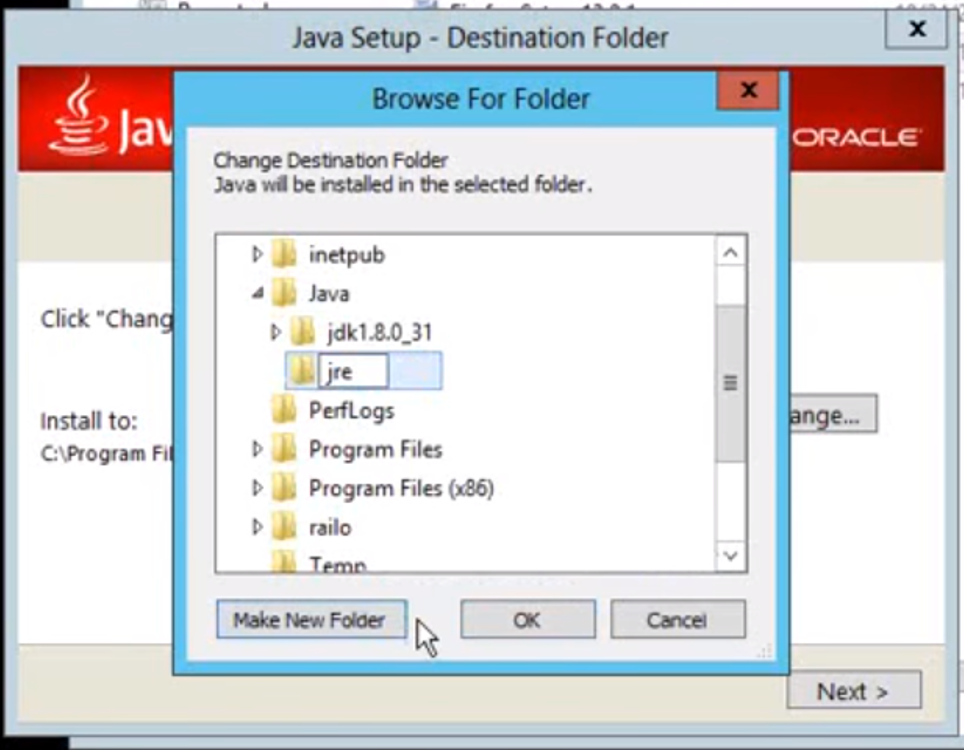 Java Setup - Destination Folder
x
Browse For Folder
x
ORACLE
Change Destination Folder
Java will be installed in the selected folder.
inetpub
Java
Click "Chang
jdk1.8.0_31
jre
PerfLogs
Install to:
ange...
Program Files
C:\Program Fil
Program Files (x86)
railo
Temp
Make New Folder
OK
Cancel
Next >